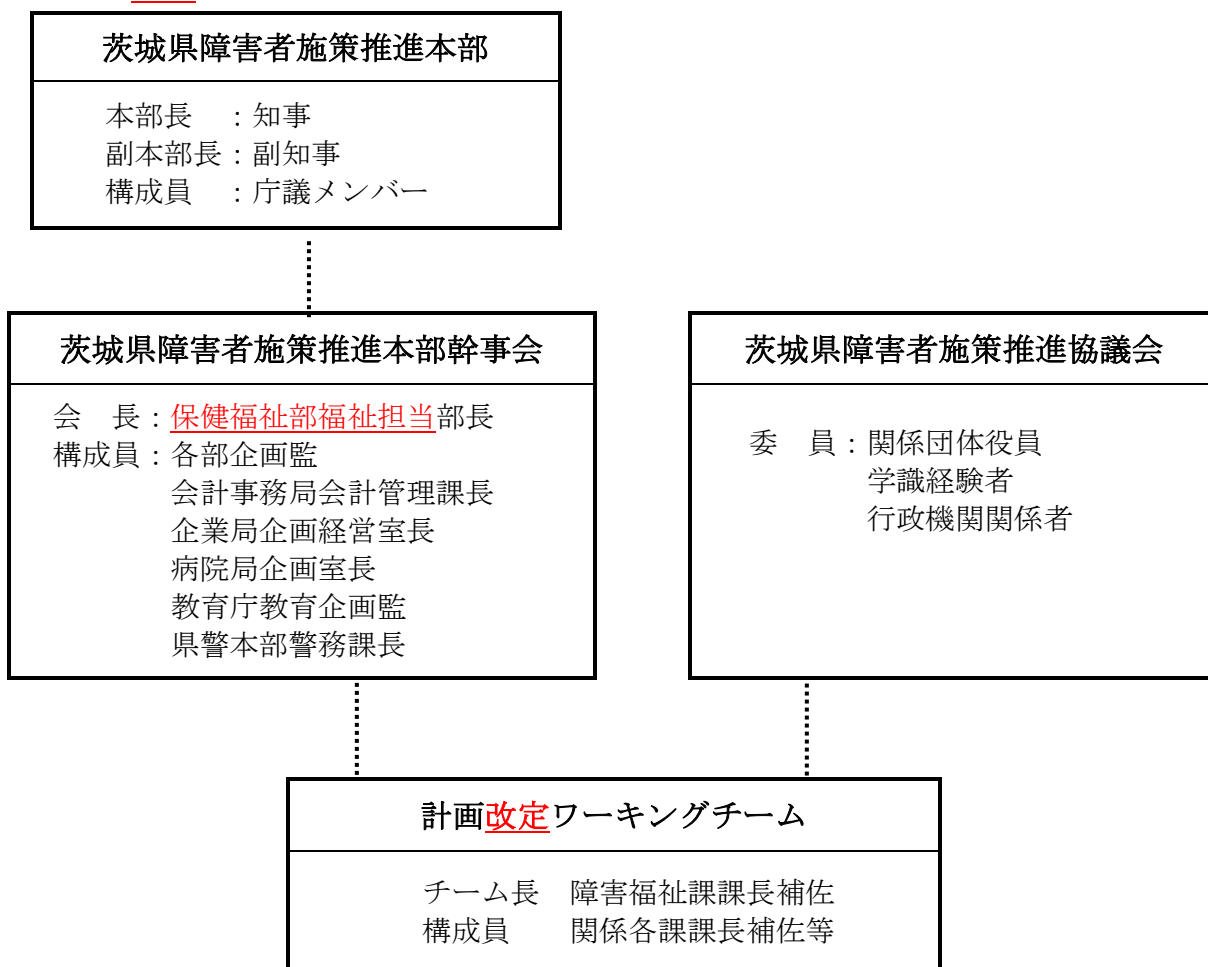 茨城県障害者施策推進本部
本部長　：知事
副本部長：副知事
構成員　：庁議メンバー
茨城県障害者施策推進本部幹事会
会　長：保健福祉部福祉担当部長
構成員：各部企画監
会計事務局会計管理課長
企業局企画経営室長
病院局企画室長
教育庁教育企画監
県警本部警務課長
茨城県障害者施策推進協議会
委　員：関係団体役員
学識経験者
行政機関関係者
計画改定ワーキングチーム
チーム長　障害福祉課課長補佐
構成員　　関係各課課長補佐等